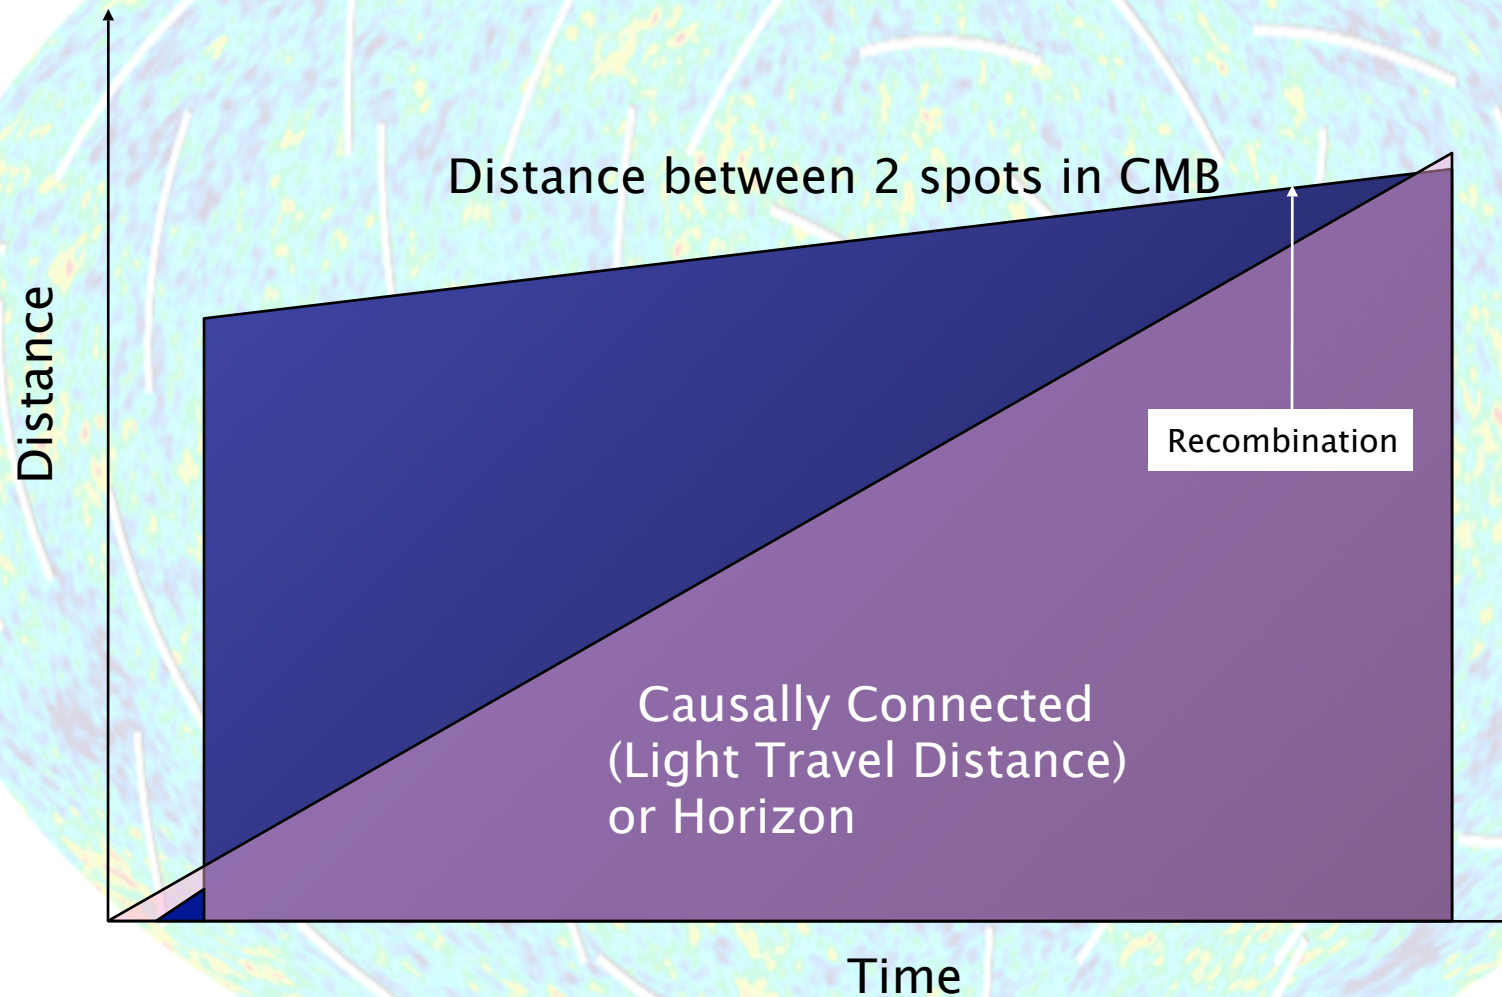 Distance between 2 spots in CMB
Distance
Recombination
Causally Connected
(Light Travel Distance)
or Horizon
Time